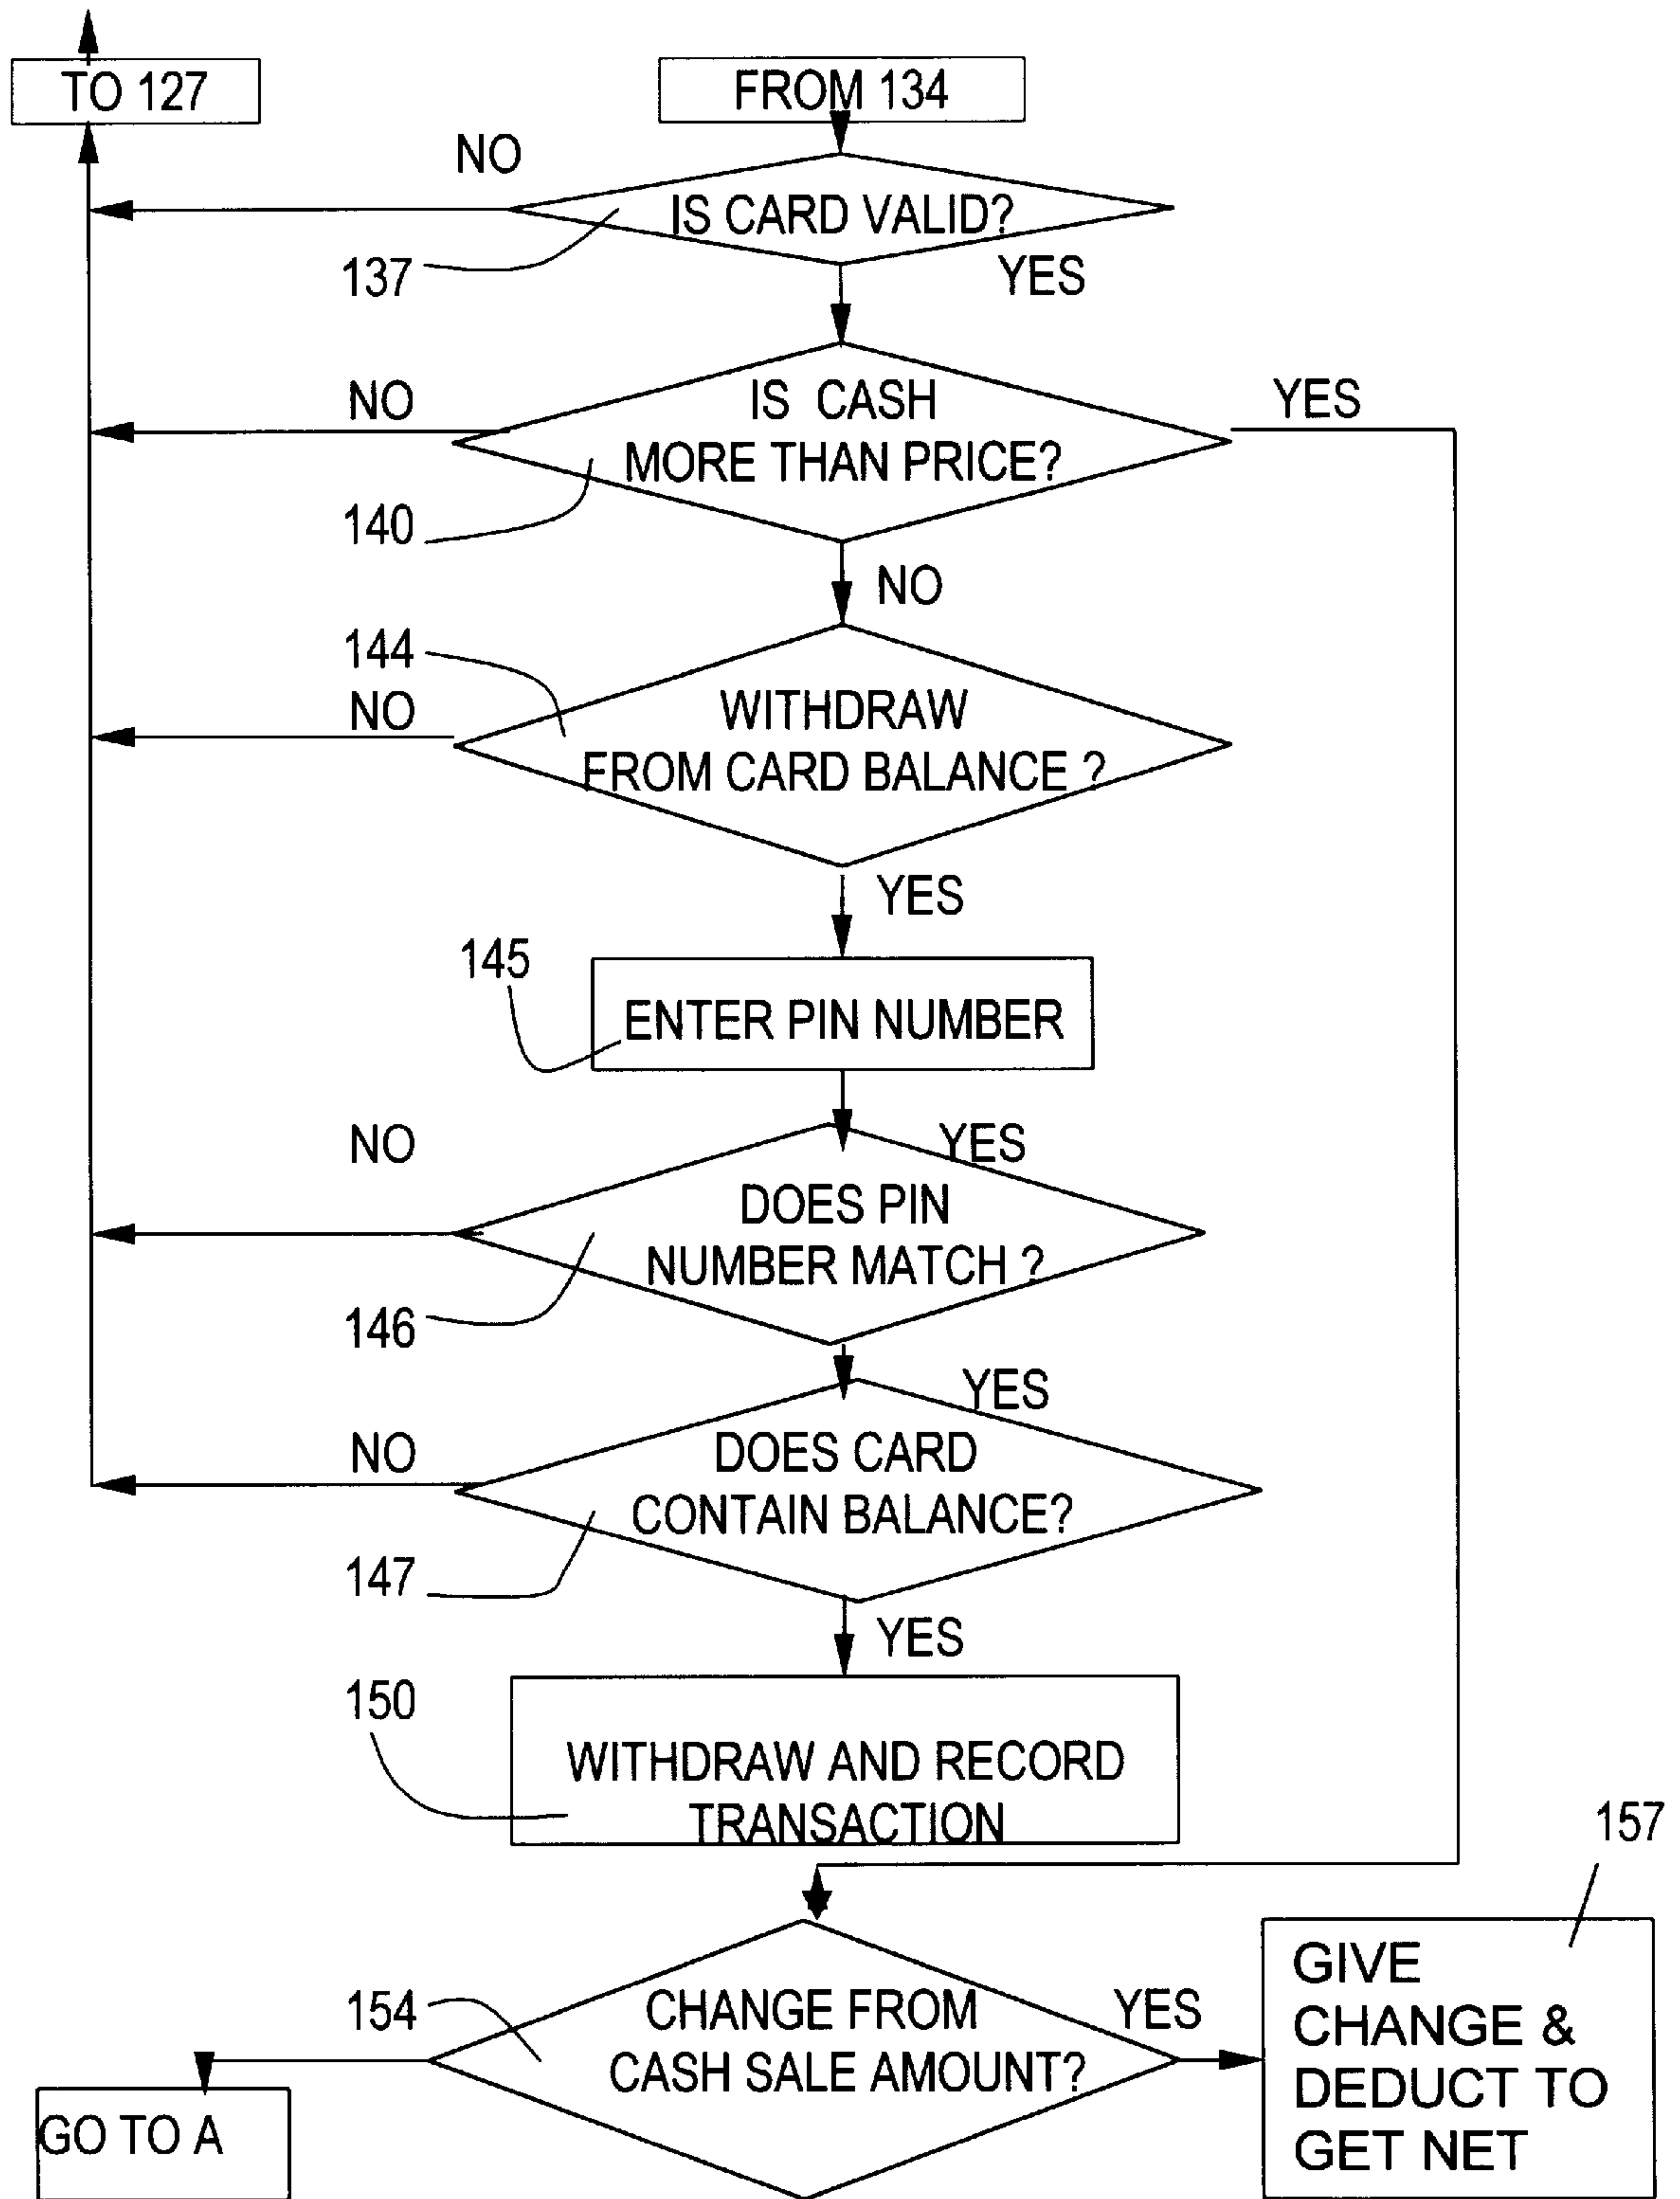 TO 127
FROM 134
NO
IS CARD VALID?
137
YES
NO
IS CASH
YES
MORE THAN PRICE?
140
NO
144
NO
WITHDRAW
FROM CARD BALANCE ?
YES
145
ENTER PIN NUMBER
NO
YES
DOES PIN
NUMBER MATCH ?
146
YES
NO
DOES CARD
CONTAIN BALANCE?
147
YES
150
WITHDRAW AND RECORD
TRANSACTION
157
154
CHANGE FROM
CASH SALE AMOUNT?
YES
GIVE
CHANGE &
DEDUCT TO
GET NET
GO TO A